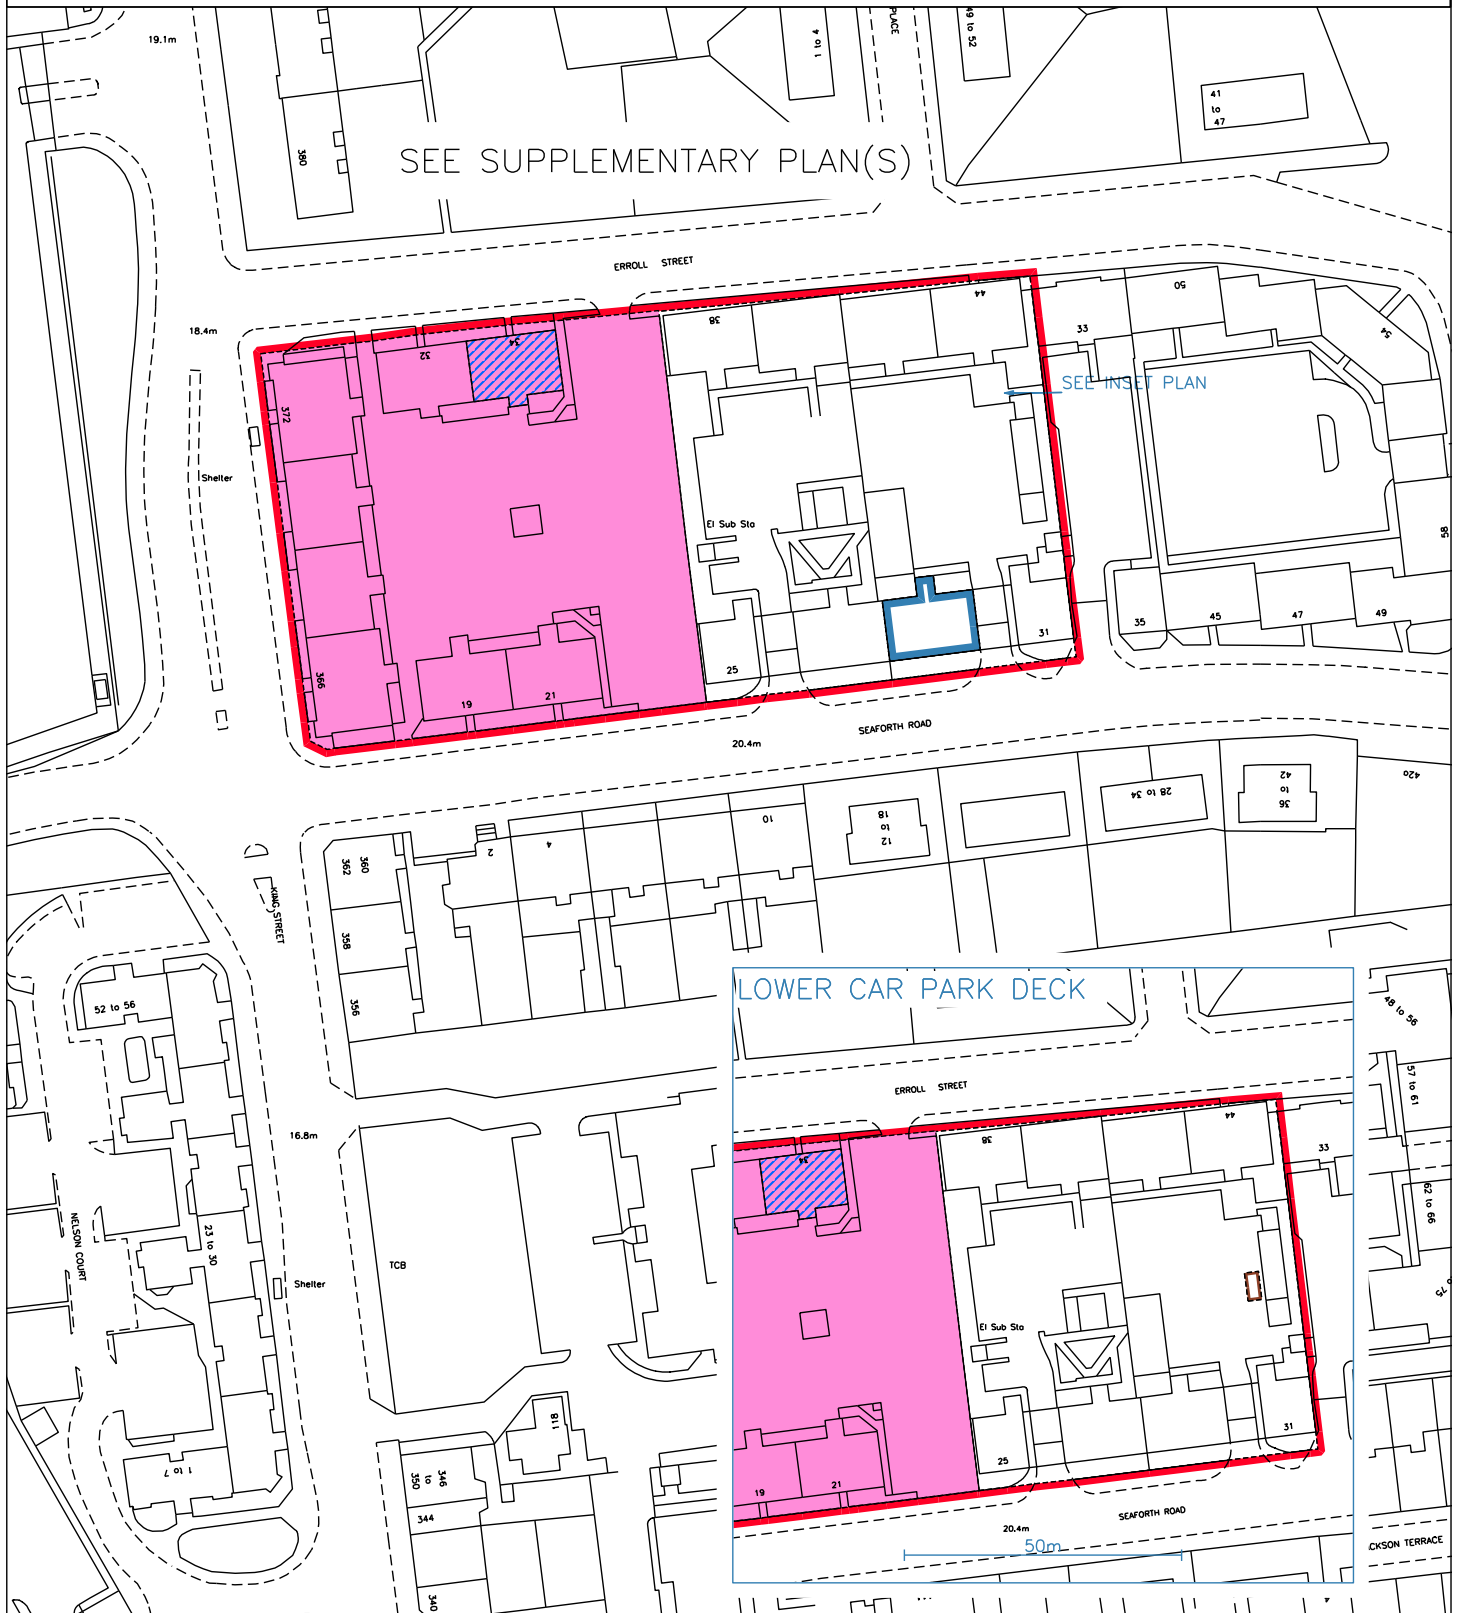 19.1m
1 to 4
PLACE
49 to 52
41
to
47
380
SEE SUPPLEMENTARY PLAN(S)
ERROLL STREET
18.4m
32
34
38
44
50
33
54
SEE INSET PLAN
372
Shelter
El Sub Sta
58
366
19
21
25
31
35
45
47
49
SEAFORTH ROAD
20.4m
362
360
2
4
10
18
to
12
28 to 34
42
to
36
420
KING STREET
358
356
52 to 56
LOWER CAR PARK DECK
48 to 56
57 to 61
ERROLL STREET
16.8m
34
38
44
33
62 to 66
NELSON COURT
23 to 30
TCB
Shelter
El Sub Sta
75
811
31
25
1 to 7
350
to
346
19
21
344
SEAFORTH ROAD
20.4m
50m
CKSON TERRACE
340